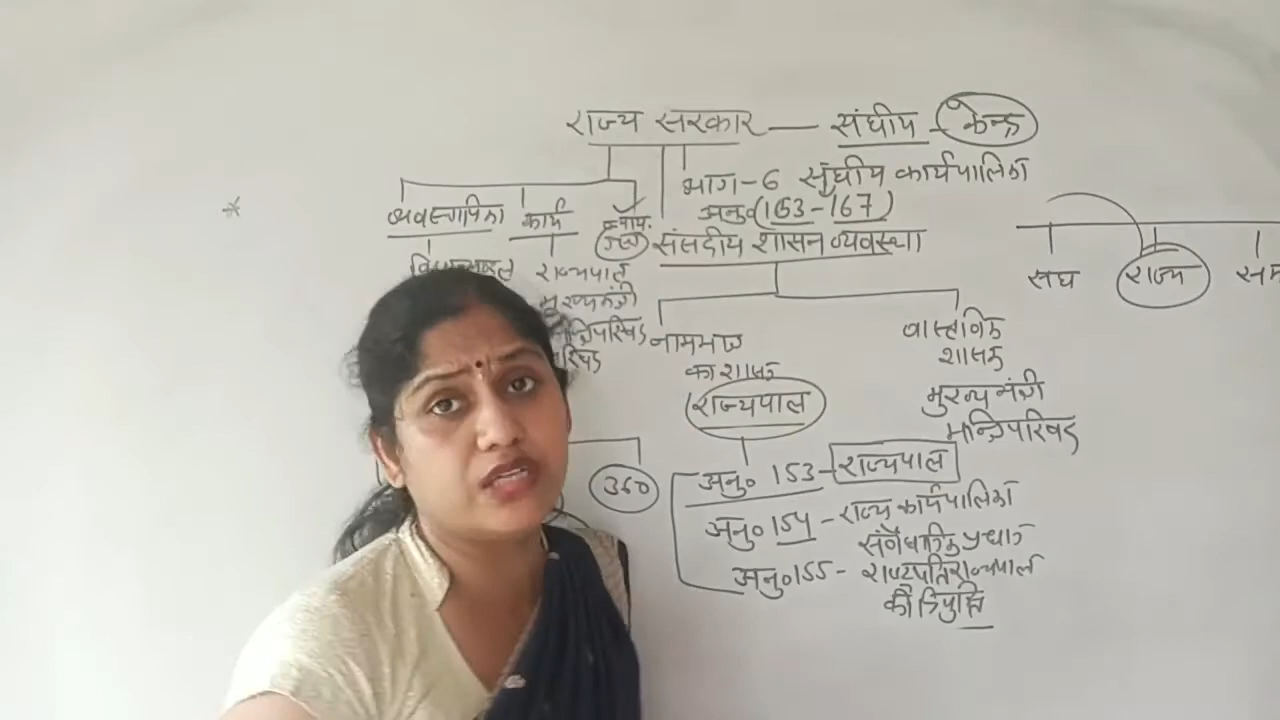 राज्य सरकार — संघीय - केन्द्र
भाग-6 संघीय कार्यपालिका
अनु० (153-167)
व्यवस्थापिका कार्य न्याय.
संसदीय शासन व्यवस्था
राज्यपाल
मुख्यमंत्री
संघ राज्य
नाममात्र
का शासक
राज्यपाल
वास्तविक
शासक
मुख्यमंत्री
मन्त्रिपरिषद
360
अनु० 153 - राज्यपाल
अनु० 154 - राज्य कार्यपालिका
संवैधानिक प्रधान
अनु० 155 - राष्ट्रपति राज्यपाल
की नियुक्ति